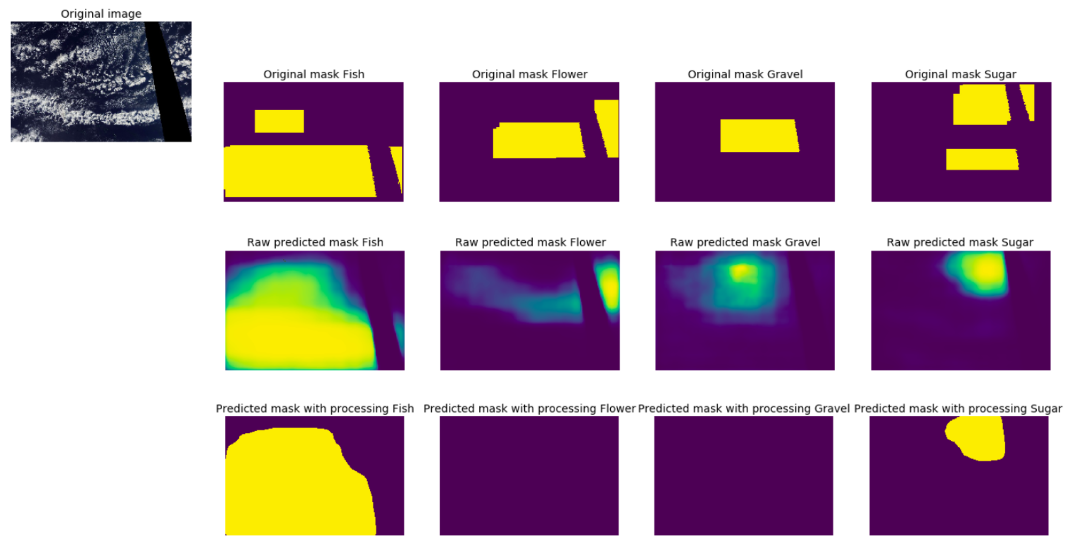 Original image
Original mask Fish
Original mask Flower
Original mask Gravel
Original mask Sugar
Raw predicted mask Fish
Raw predicted mask Flower
Raw predicted mask Gravel
Raw predicted mask Sugar
Predicted mask with processing Fish
Predicted mask with processing Flower
Predicted mask with processing Gravel
Predicted mask with processing Sugar